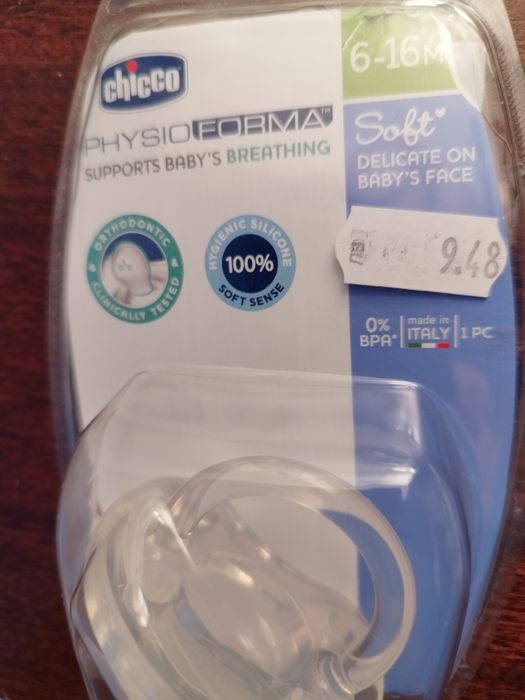 chicco
6-16M
PHYSIOFORMA™
SUPPORTS BABY'S BREATHING
Soft
DELICATE ON
BABY'S FACE
ORTHODONTIC
CLINICALLY TESTED
HYGIENIC SILICONE
100%
SOFT SENSE
9.48
0%
BPA*
made in
ITALY
1 PC